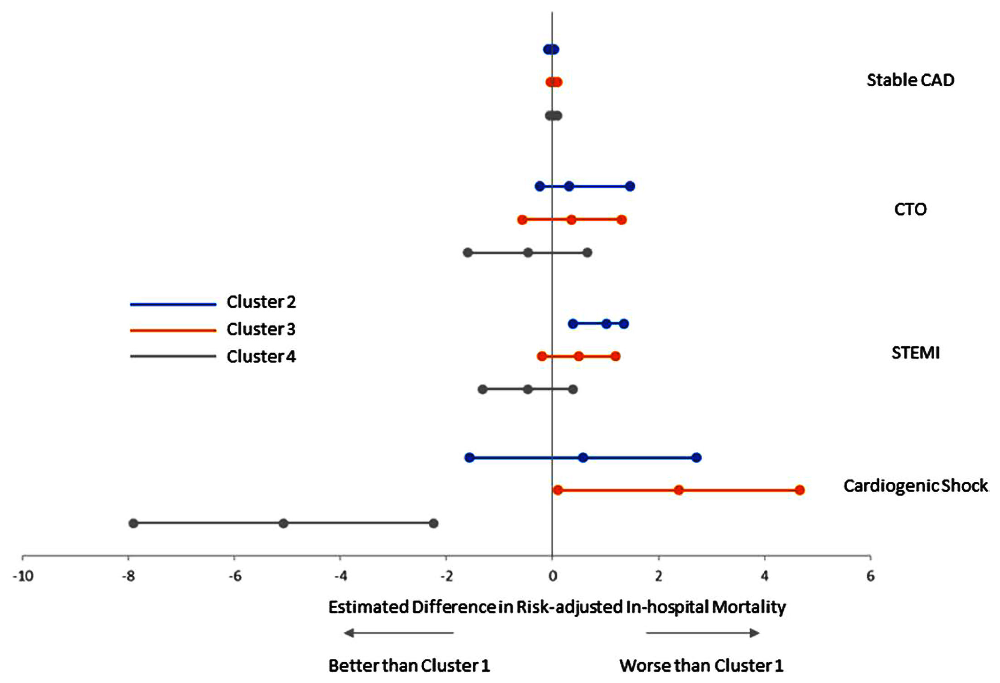 Stable CAD
CTO
Cluster 2
Cluster 3
Cluster 4
STEMI
Cardiogenic Shock
-10 -8 -6 -4 -2 0 2 4 6
Estimated Difference in Risk-adjusted In-hospital Mortality
Better than Cluster 1 Worse than Cluster 1